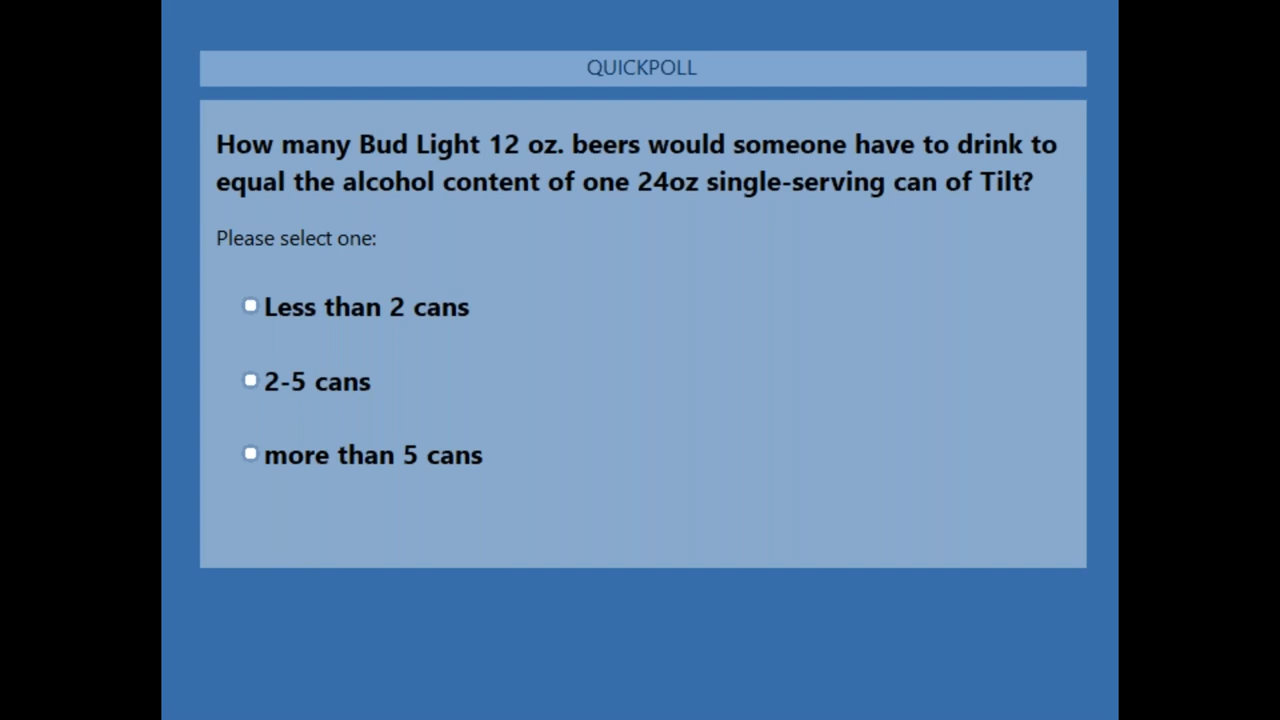 QUICKPOLL
How many Bud Light 12 oz. beers would someone have to drink to
equal the alcohol content of one 24oz single-serving can of Tilt?
Please select one:
Less than 2 cans
2-5 cans
more than 5 cans